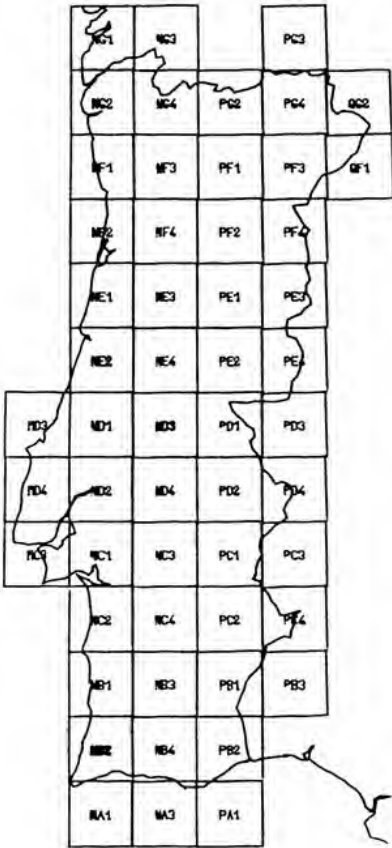 NG1 NG3 PG3
NG2 NG4 PG2 PG4 QG2
NF1 NF3 PF1 PF3 QF1
NF2 NF4 PF2 PF4
NE1 NE3 PE1 PE3
NE2 NE4 PE2 PE4
MD3 ND1 ND3 PD1 PD3
MD4 ND2 ND4 PD2 PD4
MC3 NC1 NC3 PC1 PC3
NC2 NC4 PC2 PC4
NB1 NB3 PB1 PB3
NB2 NB4 PB2
NA1 NA3 PA1